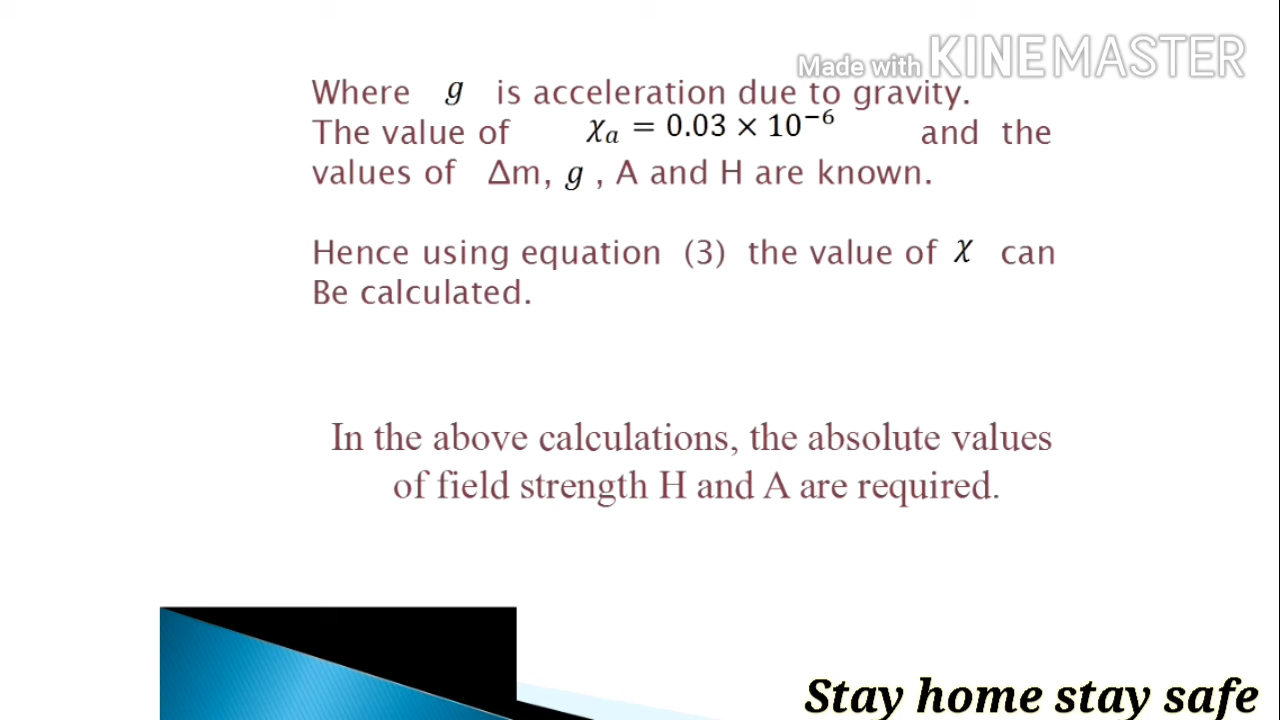 Made with KINEMASTER
Where g is acceleration due to gravity.
The value of χₐ = 0.03 × 10⁻⁶ and the
values of Δm, g , A and H are known.
Hence using equation (3) the value of χ can
Be calculated.
In the above calculations, the absolute values
of field strength H and A are required.
Stay home stay safe